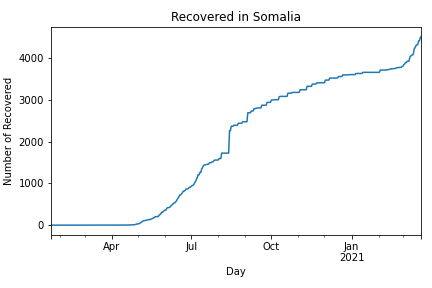 Recovered in Somalia
Number of Recovered
4000
3000
2000
1000
0
Apr
Jul
Oct
Jan
2021
Day